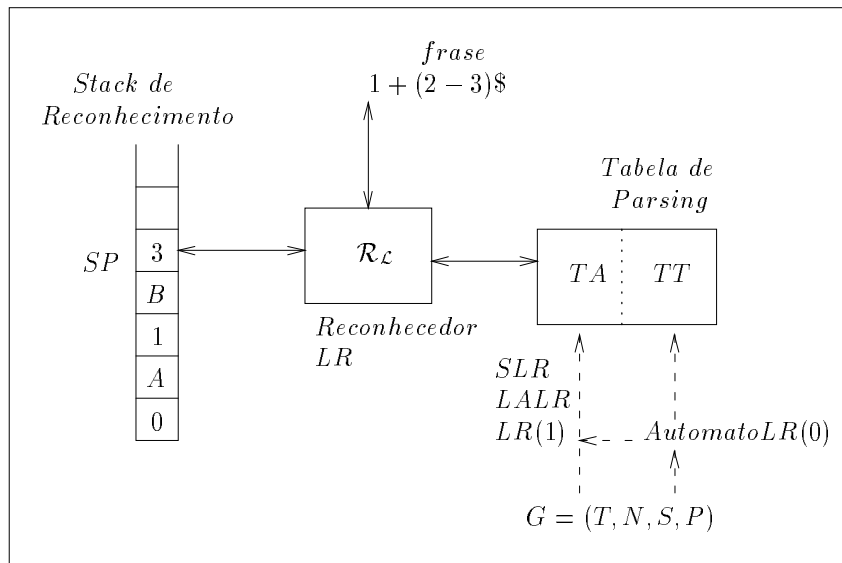 frase
1 + (2 − 3)$
Stack de
Reconhecimento
Tabela de
Parsing
SP
3
B
1
A
0
R_L
TA
TT
Reconhecedor
LR
SLR
LALR
LR(1)
AutomatoLR(0)
G = (T, N, S, P)